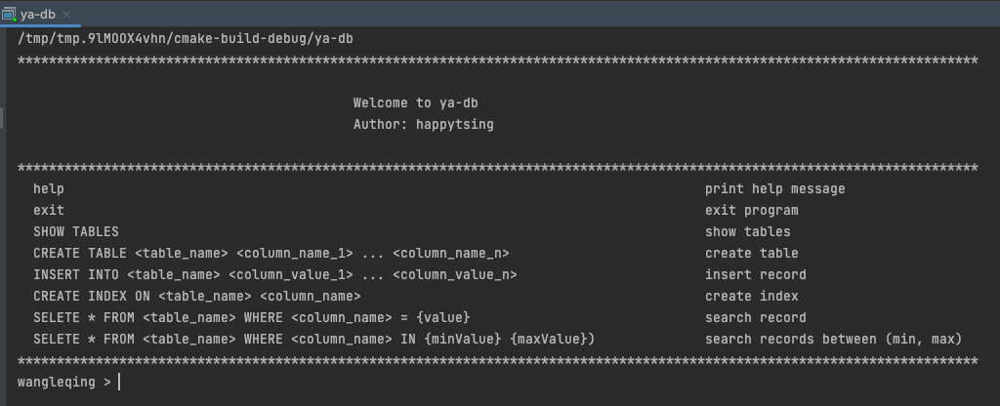 ya-db
/tmp/tmp.9lMOOX4vhn/cmake-build-debug/ya-db
***************************************************************************************************************************
Welcome to ya-db
Author: happytsing
***************************************************************************************************************************
help print help message
exit exit program
SHOW TABLES show tables
CREATE TABLE <table_name> <column_name_1> ... <column_name_n> create table
INSERT INTO <table_name> <column_value_1> ... <column_value_n> insert record
CREATE INDEX ON <table_name> <column_name> create index
SELETE * FROM <table_name> WHERE <column_name> = {value} search record
SELETE * FROM <table_name> WHERE <column_name> IN {minValue} {maxValue}) search records between (min, max)
***************************************************************************************************************************
wangleqing >